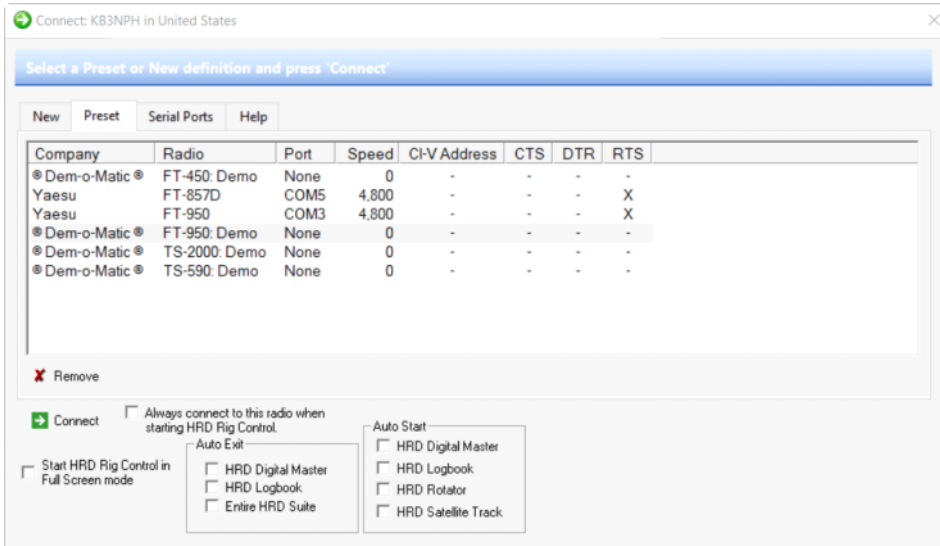 Connect: KB3NPH in United States
Select a Preset or New definition and press 'Connect'
New Preset Serial Ports Help
Company Radio Port Speed CI-V Address CTS DTR RTS
® Dem-o-Matic ® FT-450: Demo None 0 - - - -
Yaesu FT-857D COM5 4,800 - - - X
Yaesu FT-950 COM3 4,800 - - - X
® Dem-o-Matic ® FT-950: Demo None 0 - - - -
® Dem-o-Matic ® TS-2000: Demo None 0 - - - -
® Dem-o-Matic ® TS-590: Demo None 0 - - - -
Remove
Connect
Always connect to this radio when
starting HRD Rig Control.
Start HRD Rig Control in
Full Screen mode
Auto Exit
HRD Digital Master
HRD Logbook
Entire HRD Suite
Auto Start
HRD Digital Master
HRD Logbook
HRD Rotator
HRD Satellite Track